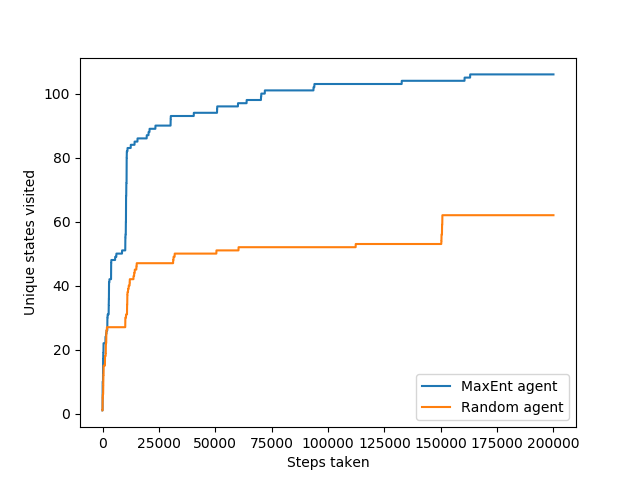 100
80
60
40
20
0
Unique states visited
MaxEnt agent
Random agent
0 25000 50000 75000 100000 125000 150000 175000 200000
Steps taken